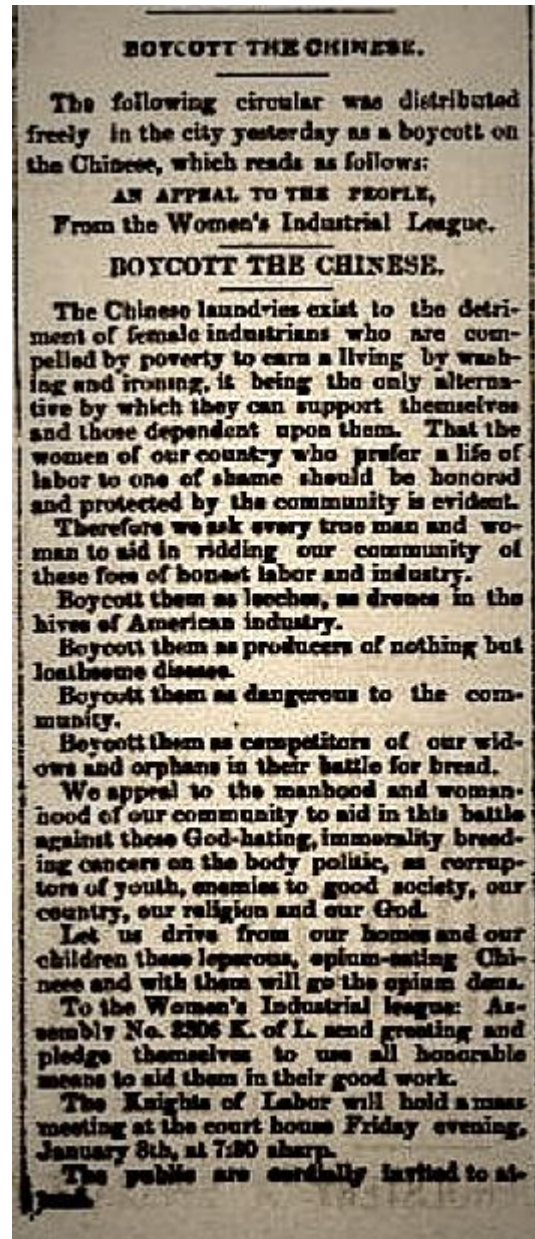 BOYCOTT THE CHINESE.
The following circular was distributed
freely in the city yesterday as a boycott on
the Chinese, which reads as follows:
AN APPEAL TO THE PEOPLE,
From the Women's Industrial League.
BOYCOTT THE CHINESE.
The Chinese laundries exist to the detri-
ment of female industrians who are com-
pelled by poverty to earn a living by wash-
ing and ironing, it being the only alterna-
tive by which they can support themselves
and those dependent upon them. That the
women of our country who prefer a life of
labor to one of shame should be honored
and protected by the community is evident.
Therefore we ask every true man and wo-
man to aid in ridding our community of
these foes of honest labor and industry.
Boycott them as leeches, as drones in the
hives of American industry.
Boycott them as producers of nothing but
loathsome disease.
Boycott them as dangerous to the com-
munity.
Boycott them as competitors of our wid-
ows and orphans in their battle for bread.
We appeal to the manhood and woman-
hood of our community to aid in this battle
against these God-hating, immorality breed-
ing cancers on the body politic, as corrup-
tors of youth, enemies to good society, our
country, our religion and our God.
Let us drive from our homes and our
children these leperous, opium-eating Chi-
nese and with them will go the opium dens.
To the Women's Industrial league: As-
sembly No. 2306 K. of L. send greeting and
pledge themselves to use all honorable
means to aid them in their good work.
The Knights of Labor will hold a mass
meeting at the court house Friday evening,
January 8th, at 7:30 sharp.
The public are cordially invited to at-
tend.